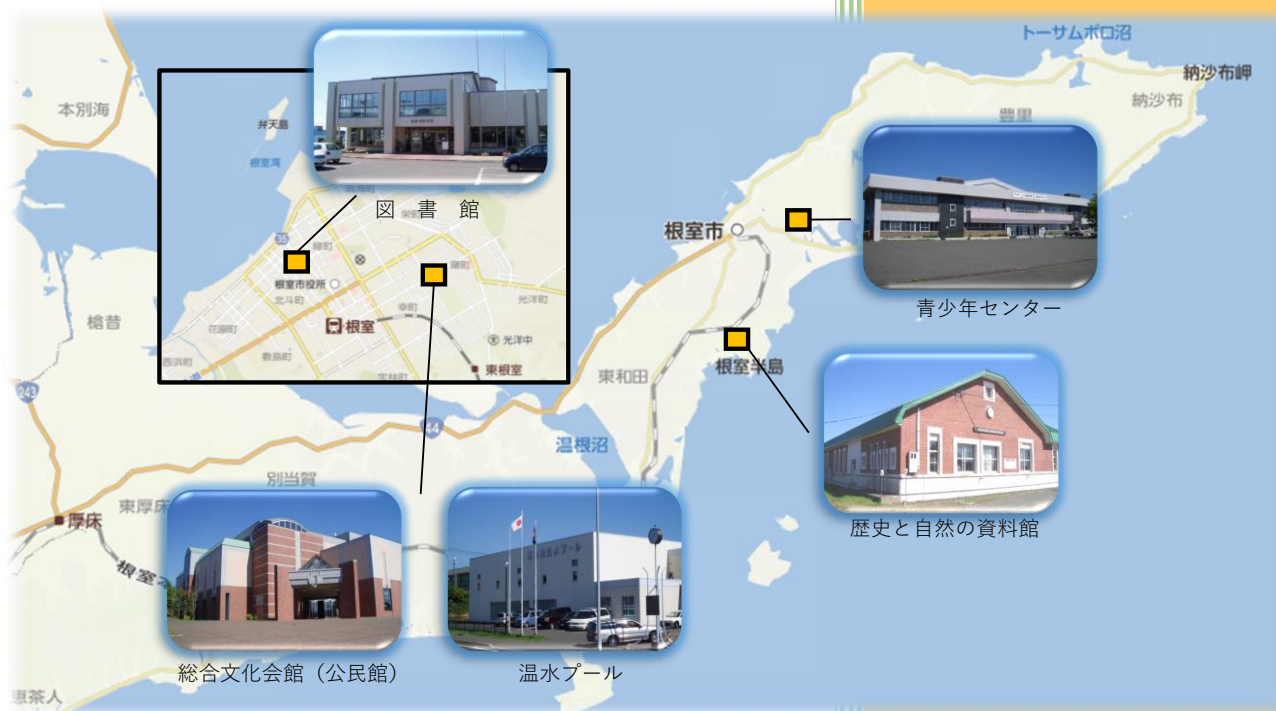 トーサムポロ沼
納沙布岬
納沙布
豊里
本別海
弁天島
根室湾
図 書 館
35
緑町
曙町
根室市役所
北斗町
光洋町
幸町
花園町
根室
光洋中
西浜町
敷島町
東根室
宝林町
根室市
青少年センター
槍昔
根室半島
東和田
243
44
温根沼
歴史と自然の資料館
別当賀
東厚床
厚床
総合文化会館（公民館）
温水プール
恵茶人